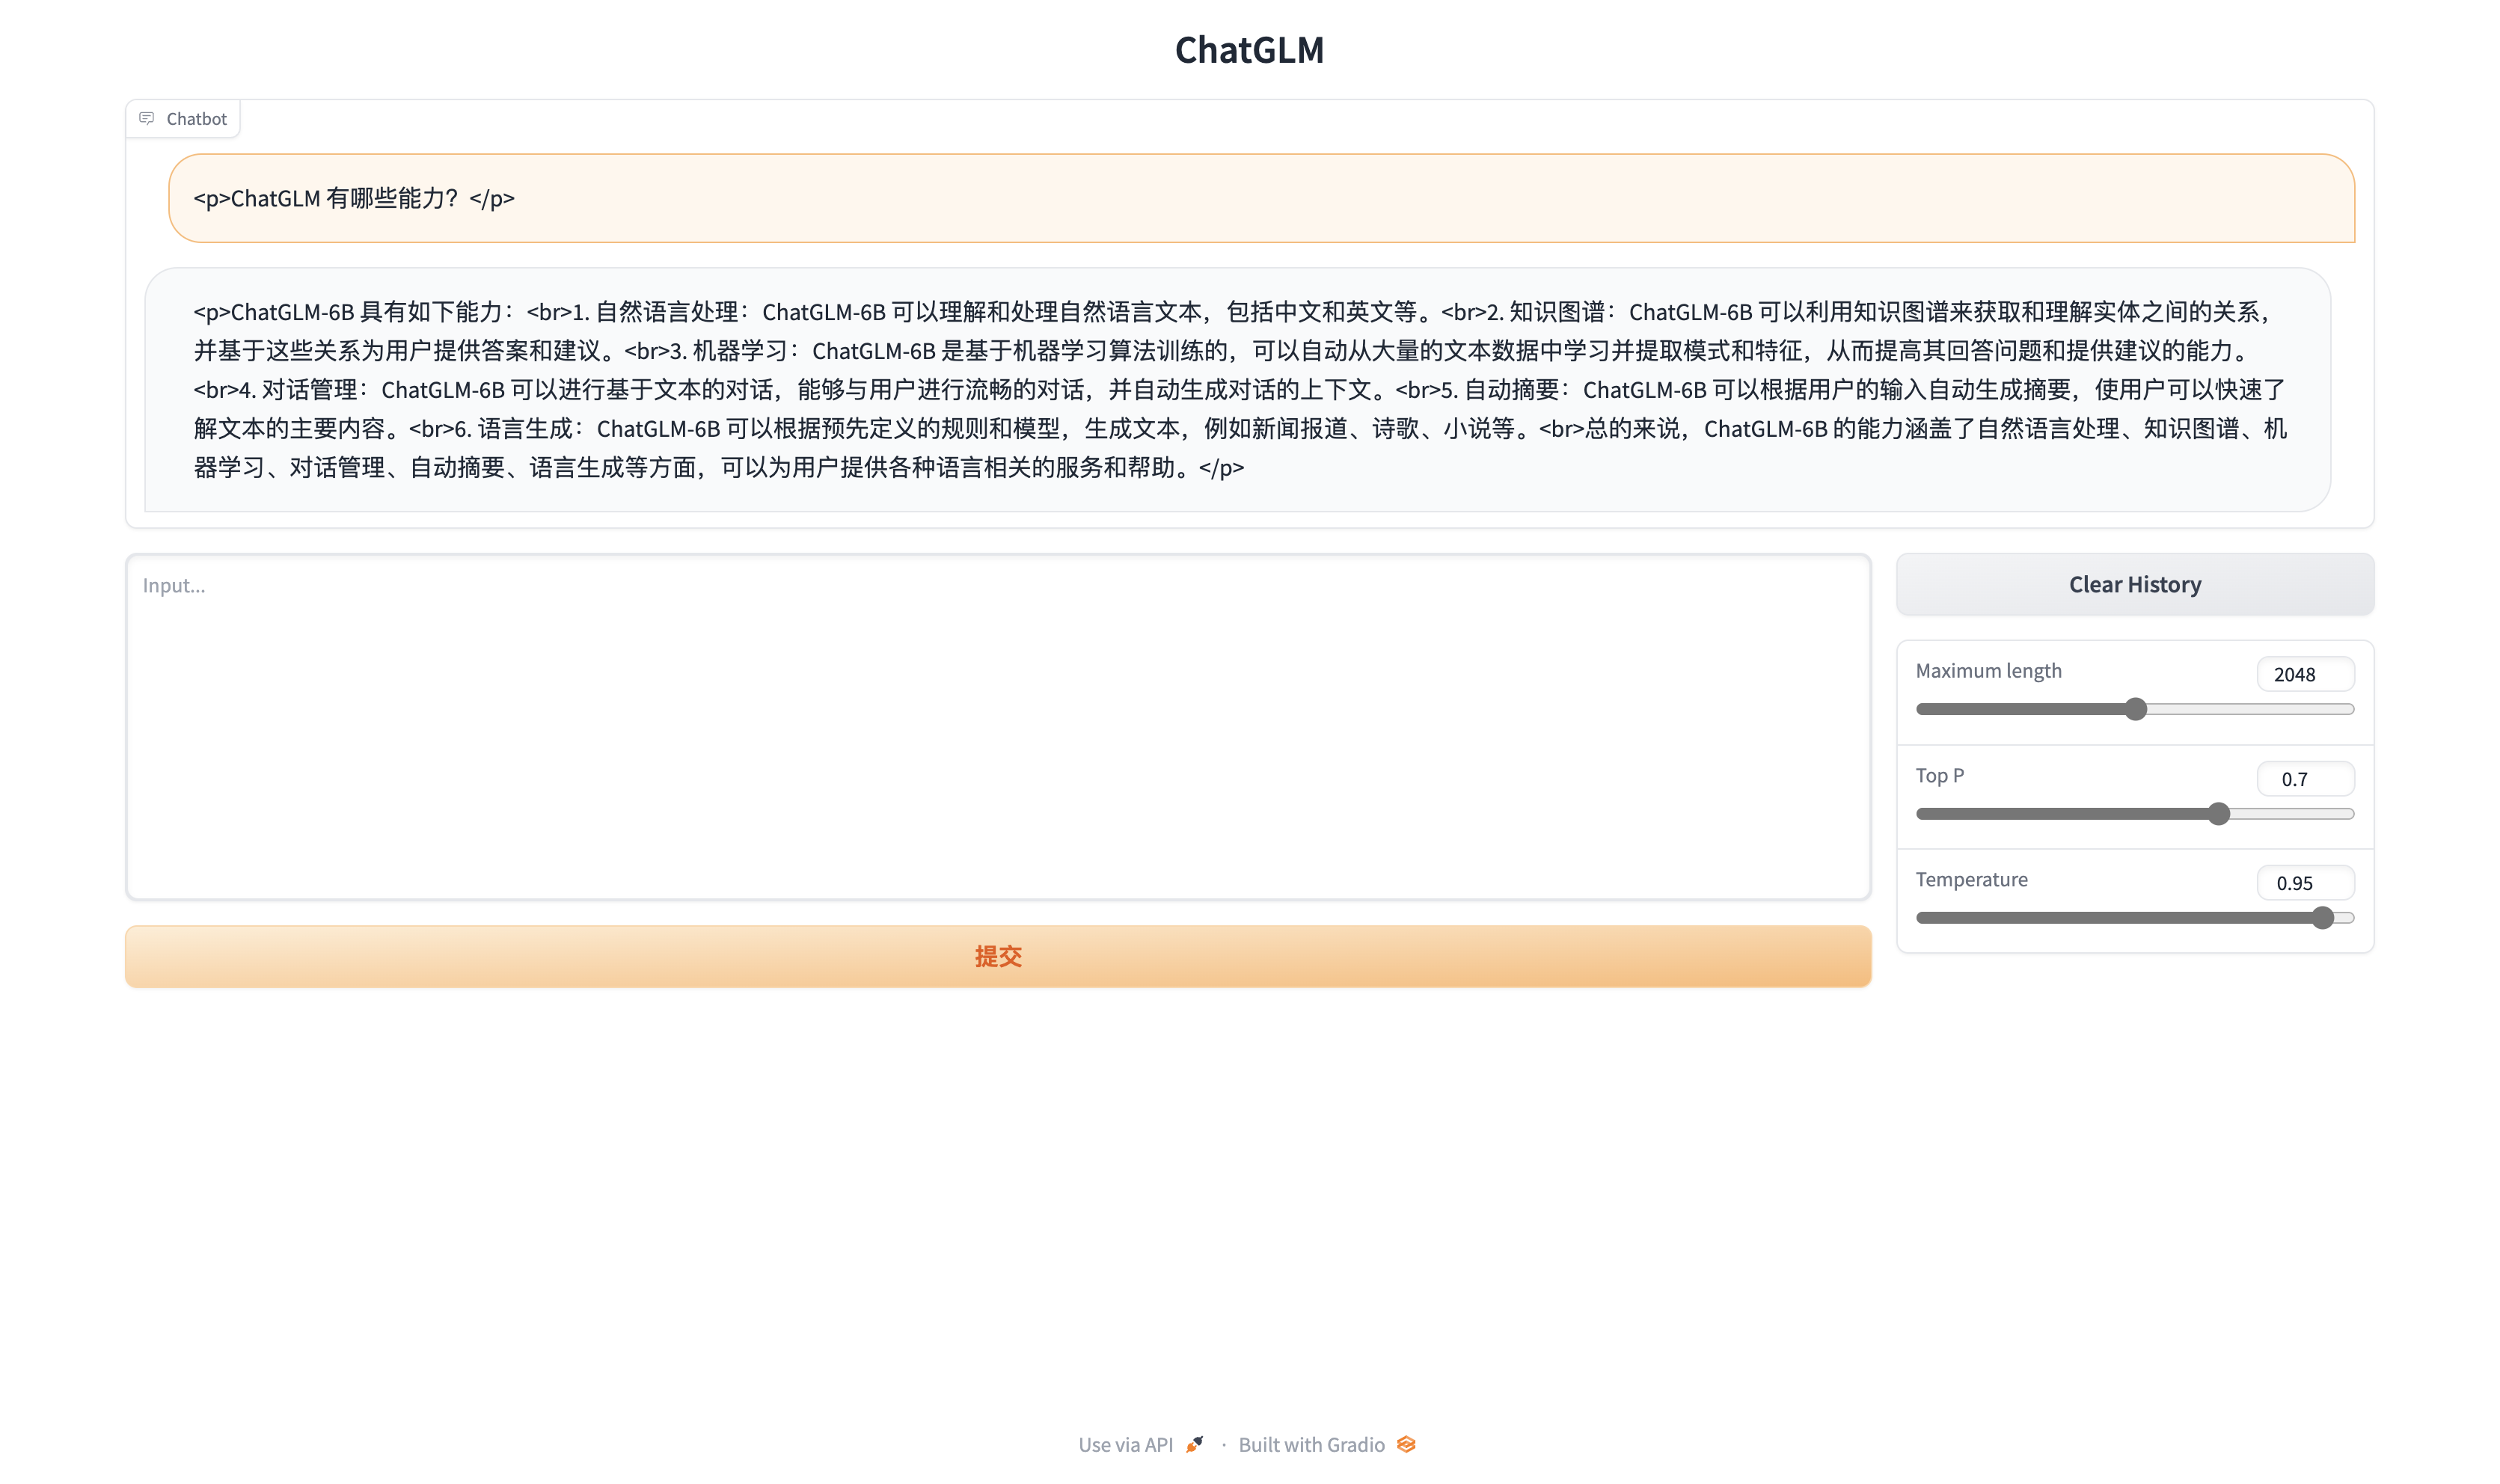 ChatGLM
Chatbot
<p>ChatGLM 有哪些能力？</p>
<p>ChatGLM-6B 具有如下能力：<br>1. 自然语言处理：ChatGLM-6B 可以理解和处理自然语言文本，包括中文和英文等。<br>2. 知识图谱：ChatGLM-6B 可以利用知识图谱来获取和理解实体之间的关系，
并基于这些关系为用户提供答案和建议。<br>3. 机器学习：ChatGLM-6B 是基于机器学习算法训练的，可以自动从大量的文本数据中学习并提取模式和特征，从而提高其回答问题和提供建议的能力。
<br>4. 对话管理：ChatGLM-6B 可以进行基于文本的对话，能够与用户进行流畅的对话，并自动生成对话的上下文。<br>5. 自动摘要：ChatGLM-6B 可以根据用户的输入自动生成摘要，使用户可以快速了
解文本的主要内容。<br>6. 语言生成：ChatGLM-6B 可以根据预先定义的规则和模型，生成文本，例如新闻报道、诗歌、小说等。<br>总的来说，ChatGLM-6B 的能力涵盖了自然语言处理、知识图谱、机
器学习、对话管理、自动摘要、语言生成等方面，可以为用户提供各种语言相关的服务和帮助。</p>
Input...
提交
Clear History
Maximum length 2048
Top P 0.7
Temperature 0.95
Use via API · Built with Gradio